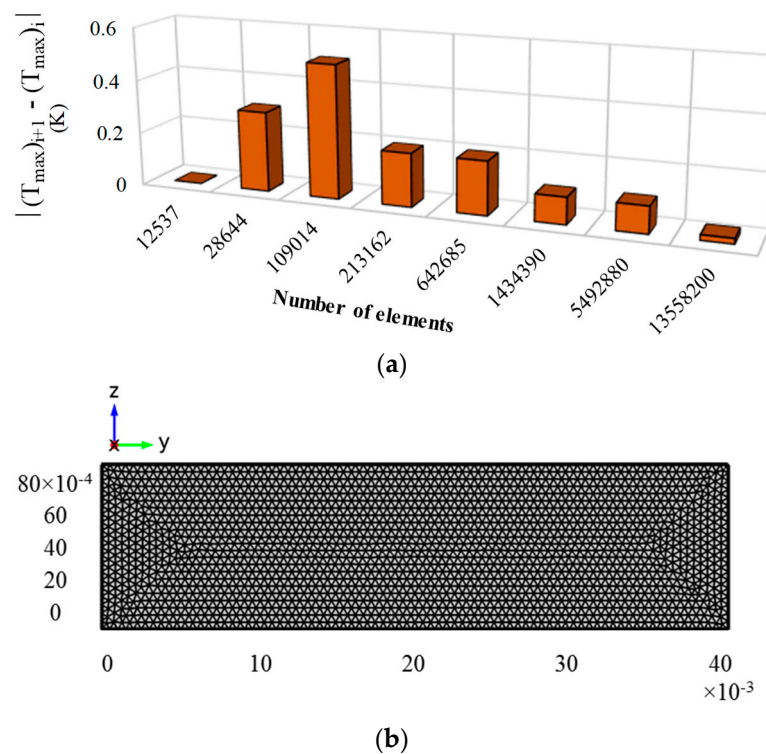 | (Tmax)i+1 - (Tmax)i |
(K)
0.6
0.4
0.2
0
12537
28644
109014
213162
642685
1434390
5492880
13558200
Number of elements
(a)
z
x y
80×10-4
60
40
20
0
0 10 20 30 40
×10-3
(b)